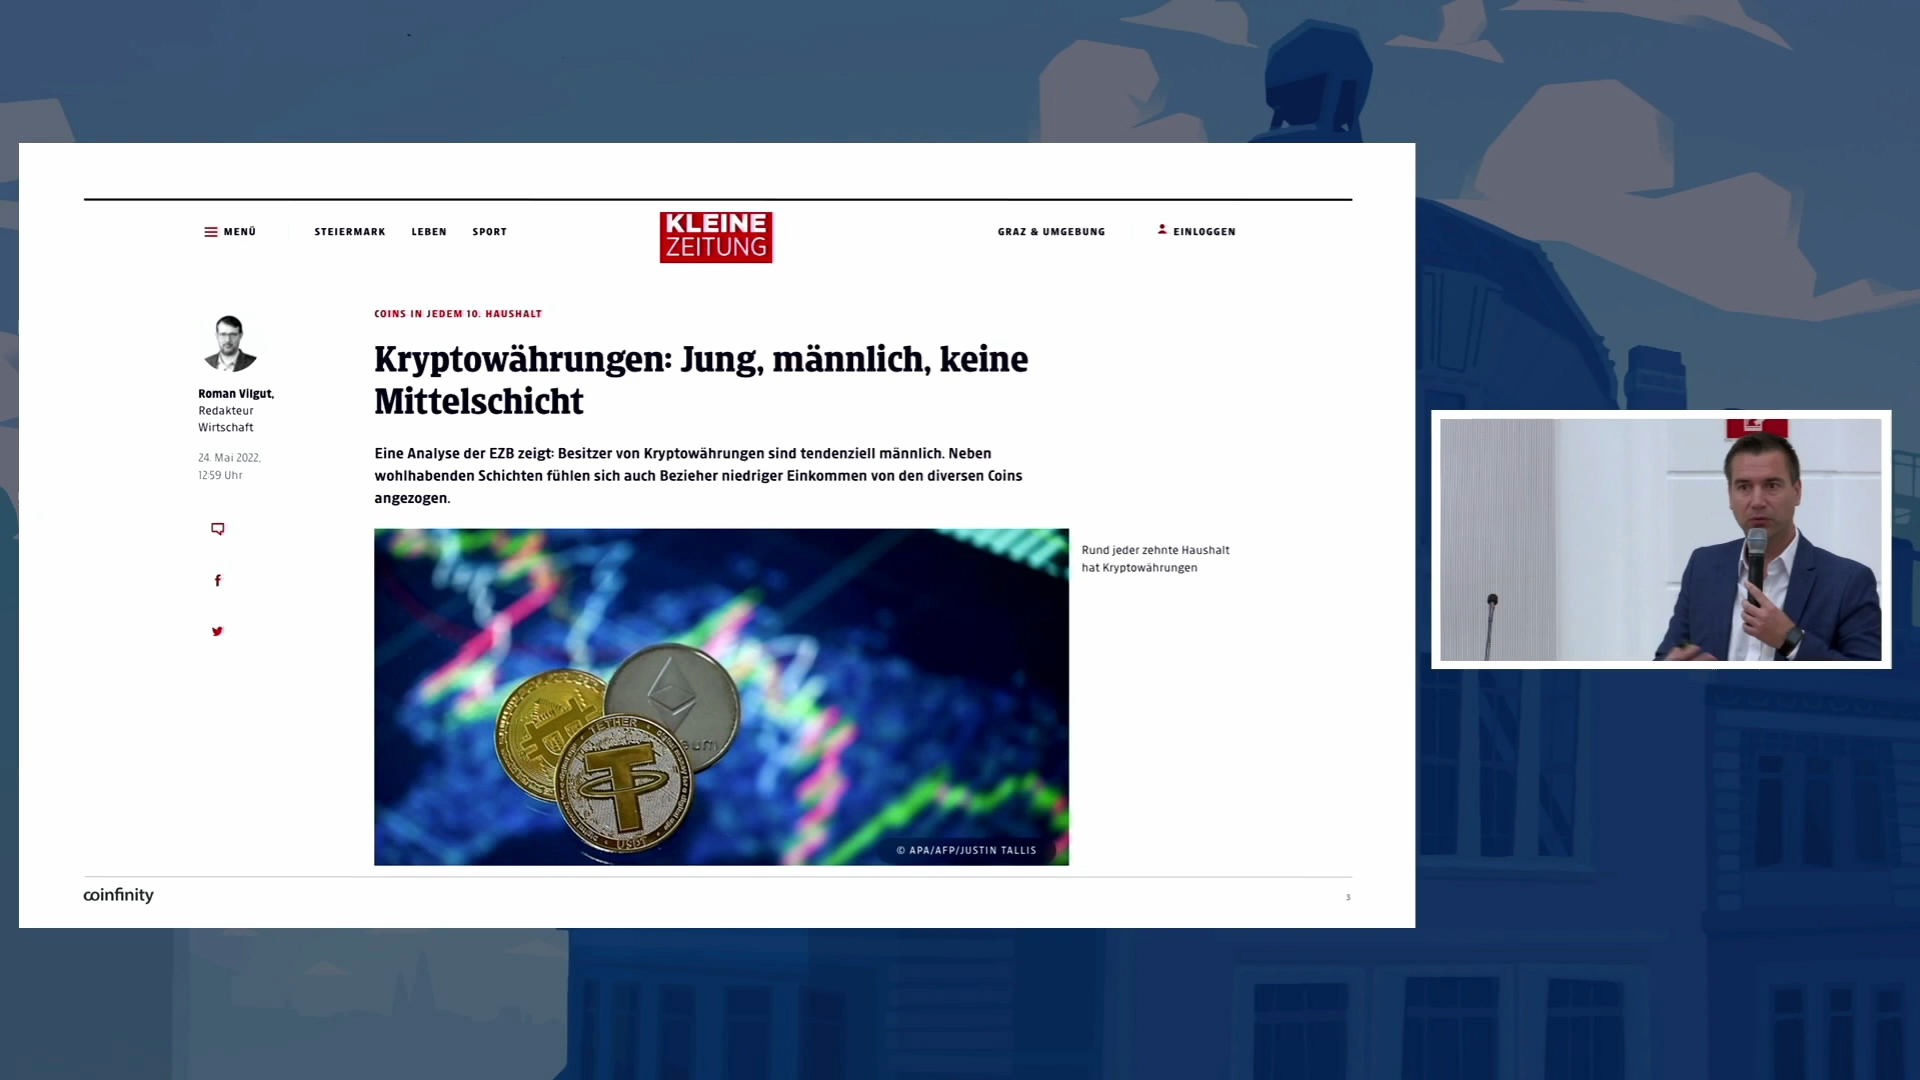 MENÜ
STEIERMARK
LEBEN
SPORT
KLEINE
ZEITUNG
GRAZ & UMGEBUNG
EINLOGGEN
COINS IN JEDEM 10. HAUSHALT
Kryptowährungen: Jung, männlich, keine
Mittelschicht
Roman Vilgut,
Redakteur
Wirtschaft
24. Mai 2022,
12:59 Uhr
Eine Analyse der EZB zeigt: Besitzer von Kryptowährungen sind tendenziell männlich. Neben
wohlhabenden Schichten fühlen sich auch Bezieher niedriger Einkommen von den diversen Coins
angezogen.
Rund jeder zehnte Haushalt
hat Kryptowährungen
TETHER
USDT
© APA/AFP/JUSTIN TALLIS
coinfinity
3